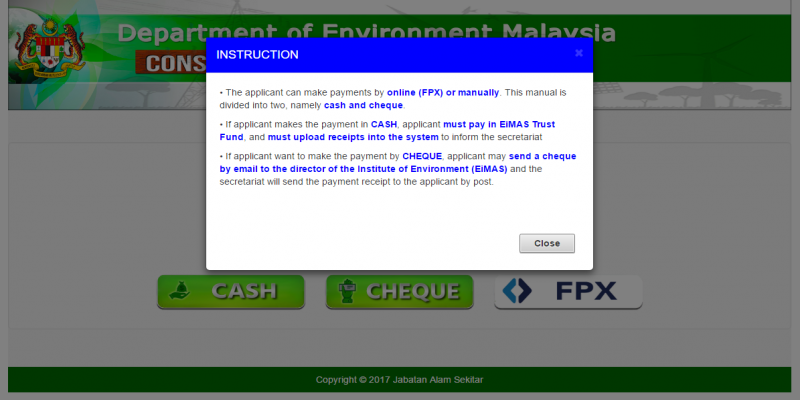 Department of Environment Malaysia
CONS
INSTRUCTION
×
• The applicant can make payments by online (FPX) or manually. This manual is
divided into two, namely cash and cheque.
• If applicant makes the payment in CASH, applicant must pay in EiMAS Trust
Fund, and must upload receipts into the system to inform the secretariat
• If applicant want to make the payment by CHEQUE, applicant may send a cheque
by email to the director of the Institute of Environment (EiMAS) and the
secretariat will send the payment receipt to the applicant by post.
Close
CASH
CHEQUE
FPX
Copyright © 2017 Jabatan Alam Sekitar